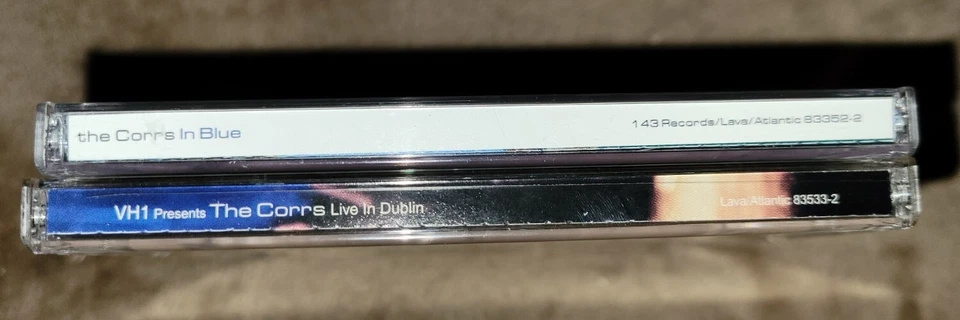 the Corrs In Blue 143 Records/Lava/Atlantic 83352-2
VH1 Presents The Corrs Live In Dublin Lava/Atlantic 83533-2